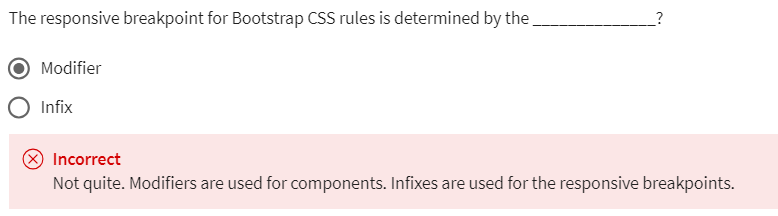 The responsive breakpoint for Bootstrap CSS rules is determined by the ______________?
Modifier
Infix
Incorrect
Not quite. Modifiers are used for components. Infixes are used for the responsive breakpoints.